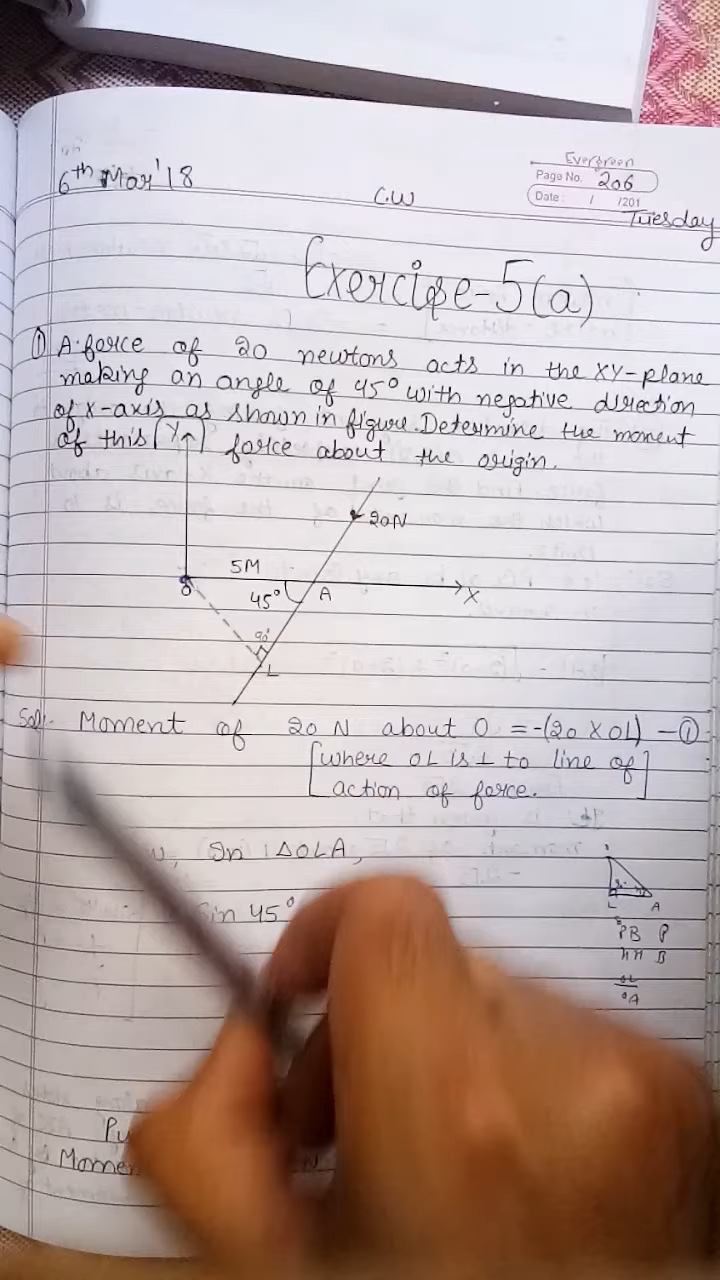 6th Mar'18
C.W
Evergreen
Page No. 206
Date: / /201
Tuesday
Exercise-5(a)
① A force of 20 newtons acts in the XY-plane
making an angle of 45° with negative direction
of x-axis as shown in figure. Determine the moment
of this force about the origin.
Y
20N
5M
O
45°
A
X
90°
L
Sol:- Moment of 20 N about O = -(20 X OL) - ①
[where OL is ⊥ to line of
action of force.]
In ΔOLA,
Sin 45°
L A
P B P
H H B
OL
OA
Momen
N